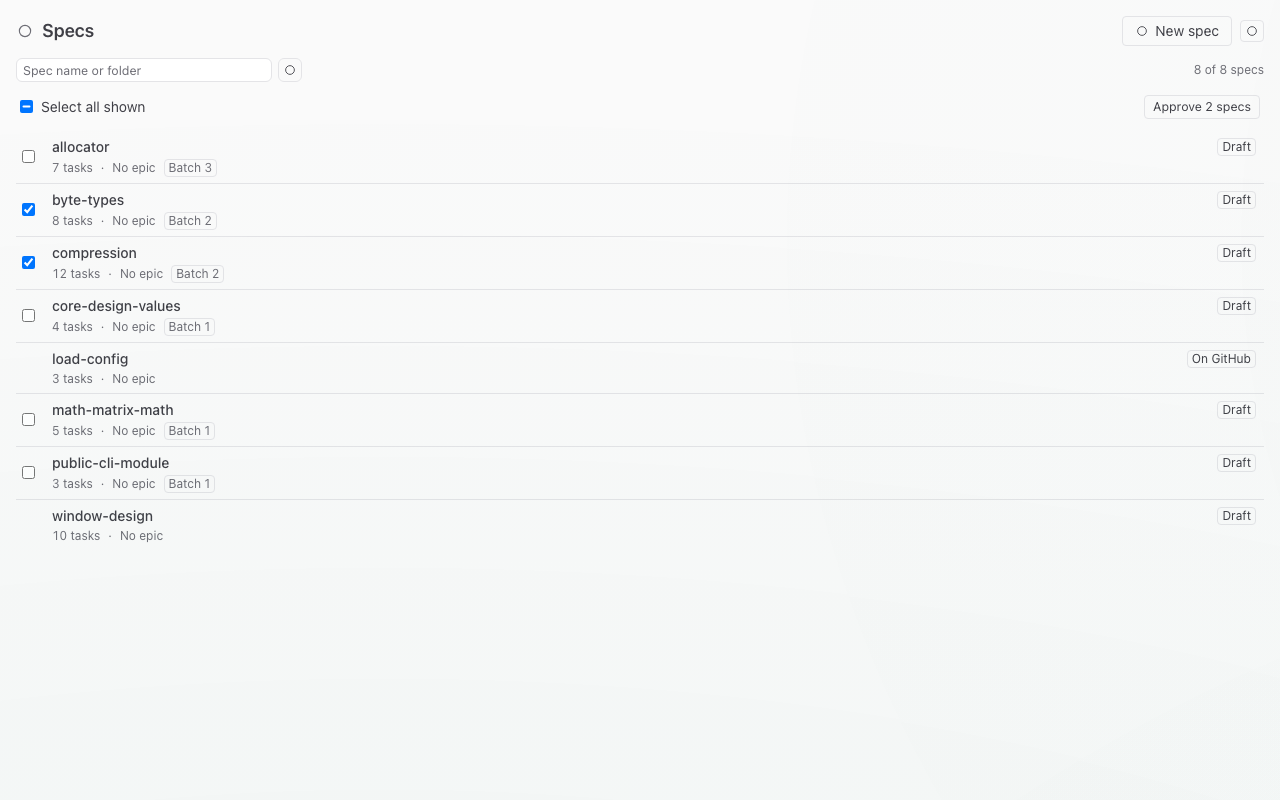 Specs
New spec
Spec name or folder
8 of 8 specs
Select all shown
Approve 2 specs
allocator
Draft
7 tasks · No epic Batch 3
byte-types
Draft
8 tasks · No epic Batch 2
compression
Draft
12 tasks · No epic Batch 2
core-design-values
Draft
4 tasks · No epic Batch 1
load-config
On GitHub
3 tasks · No epic
math-matrix-math
Draft
5 tasks · No epic Batch 1
public-cli-module
Draft
3 tasks · No epic Batch 1
window-design
Draft
10 tasks · No epic